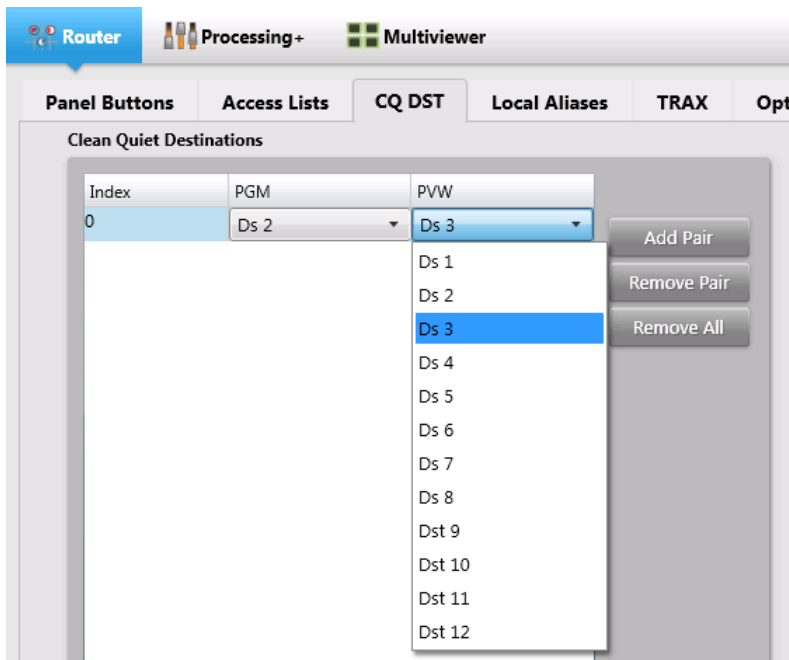 Router Processing+ Multiviewer
Panel Buttons Access Lists CQ DST Local Aliases TRAX Opt
Clean Quiet Destinations
Index PGM PVW
0 Ds 2 Ds 3 Add Pair
Ds 1
Remove Pair
Ds 2
Ds 3 Remove All
Ds 4
Ds 5
Ds 6
Ds 7
Ds 8
Dst 9
Dst 10
Dst 11
Dst 12